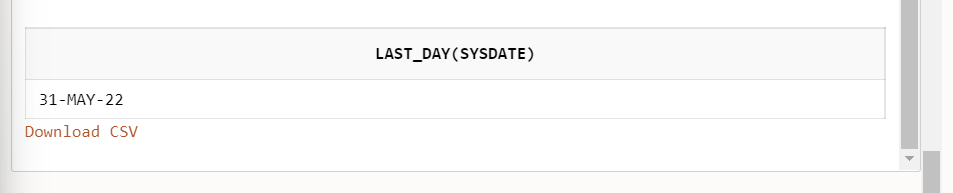 LAST_DAY(SYSDATE)
31-MAY-22
Download CSV